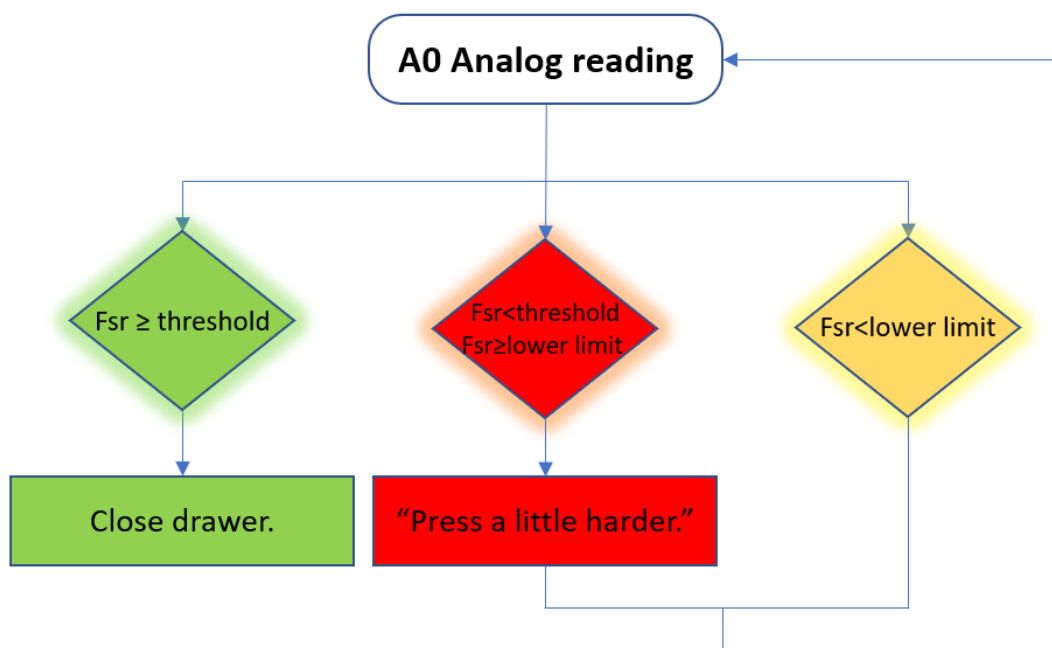 A0 Analog reading
Fsr ≥ threshold
Fsr<threshold
Fsr≥lower limit
Fsr<lower limit
Close drawer.
“Press a little harder.”